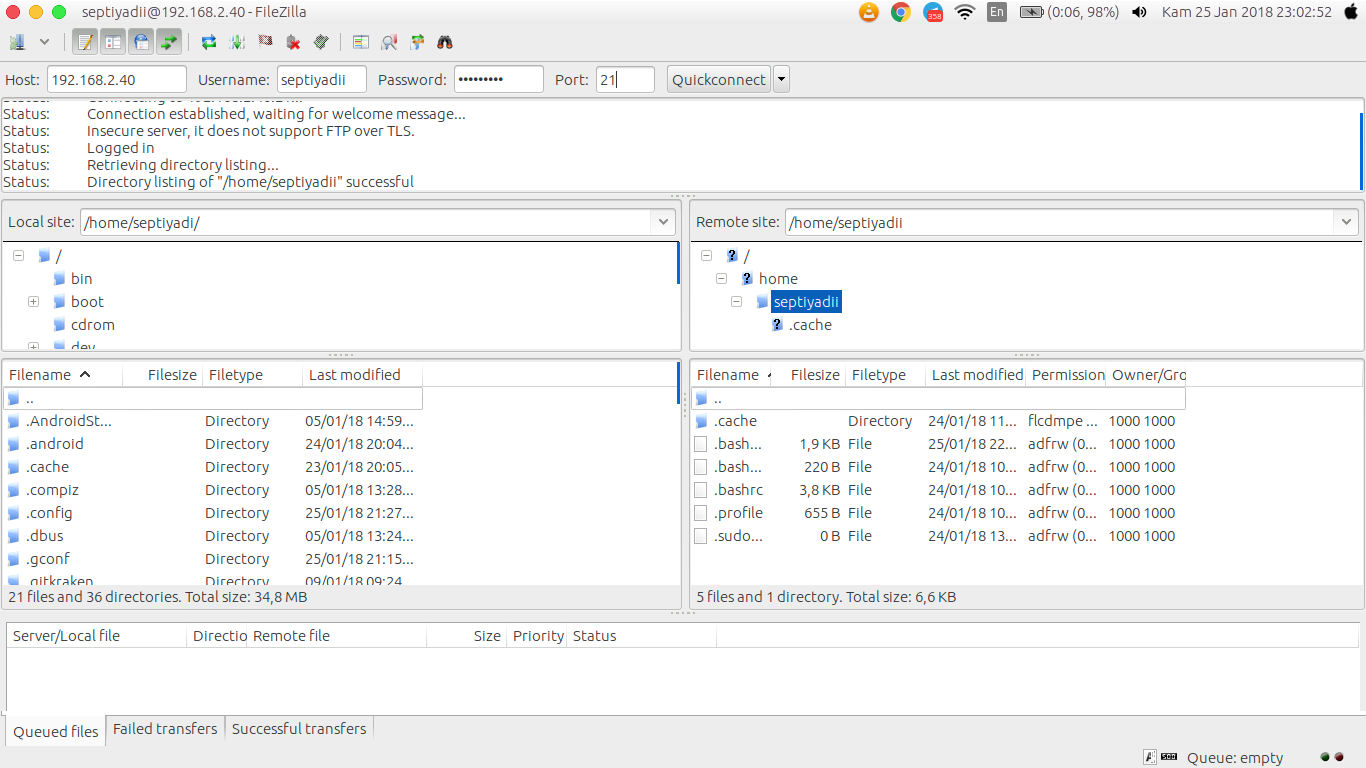 septiyadii@192.168.2.40 - FileZilla
358 En (0:06, 98%) Kam 25 Jan 2018 23:02:52
Host: 192.168.2.40 Username: septiyadii Password: ••••••••• Port: 21 Quickconnect
Status: Connecting to 192.168.2.40:21...
Status: Connection established, waiting for welcome message...
Status: Insecure server, it does not support FTP over TLS.
Status: Logged in
Status: Retrieving directory listing...
Status: Directory listing of "/home/septiyadii" successful
Local site: /home/septiyadi/
/
bin
boot
cdrom
dev
Filename Filesize Filetype Last modified
..
.AndroidSt... Directory 05/01/18 14:59...
.android Directory 24/01/18 20:04...
.cache Directory 23/01/18 20:05...
.compiz Directory 05/01/18 13:28...
.config Directory 25/01/18 21:27...
.dbus Directory 05/01/18 13:24...
.gconf Directory 25/01/18 21:15...
.gitkraken Directory 09/01/18 09:24
21 files and 36 directories. Total size: 34,8 MB
Remote site: /home/septiyadii
/
home
septiyadii
.cache
Filename Filesize Filetype Last modified Permission Owner/Gro
..
.cache Directory 24/01/18 11... flcdmpe ... 1000 1000
.bash... 1,9 KB File 25/01/18 22... adfrw (0... 1000 1000
.bash... 220 B File 24/01/18 10... adfrw (0... 1000 1000
.bashrc 3,8 KB File 24/01/18 10... adfrw (0... 1000 1000
.profile 655 B File 24/01/18 10... adfrw (0... 1000 1000
.sudo... 0 B File 24/01/18 13... adfrw (0... 1000 1000
5 files and 1 directory. Total size: 6,6 KB
Server/Local file Directio Remote file Size Priority Status
Queued files Failed transfers Successful transfers
Queue: empty